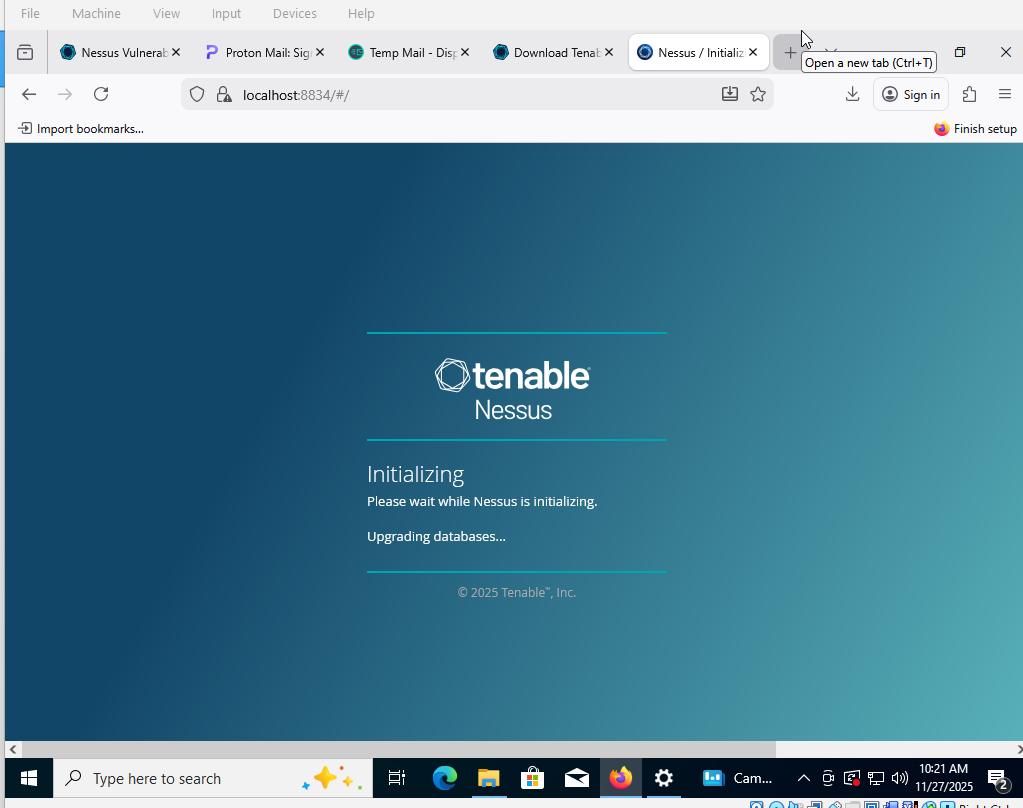 File Machine View Input Devices Help
Nessus Vulnerab Proton Mail: Sig Temp Mail - Disp Download Tenab Nessus / Initializ
Open a new tab (Ctrl+T)
localhost:8834/#/ Sign in
Import bookmarks... Finish setup
tenable
Nessus
Initializing
Please wait while Nessus is initializing.
Upgrading databases...
© 2025 Tenable™, Inc.
Type here to search Cam... 10:21 AM
11/27/2025 2